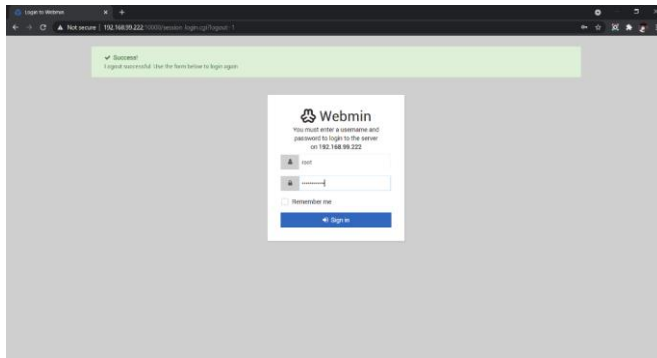 Login to Webmin
Not secure | 192.168.99.222:10000/session_login.cgi?logout=1
Success!
Logout successful. Use the form below to login again.
Webmin
You must enter a username and
password to login to the server
on 192.168.99.222
root
Remember me
Sign in